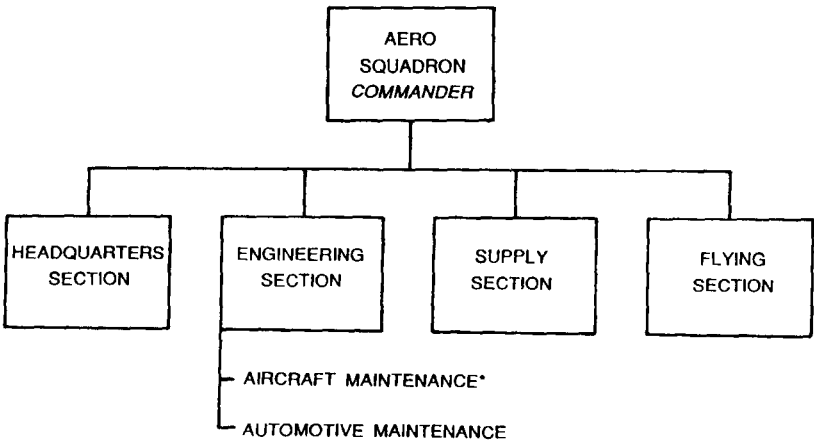 AERO
SQUADRON
COMMANDER
HEADQUARTERS
SECTION
ENGINEERING
SECTION
SUPPLY
SECTION
FLYING
SECTION
AIRCRAFT MAINTENANCE*
AUTOMOTIVE MAINTENANCE